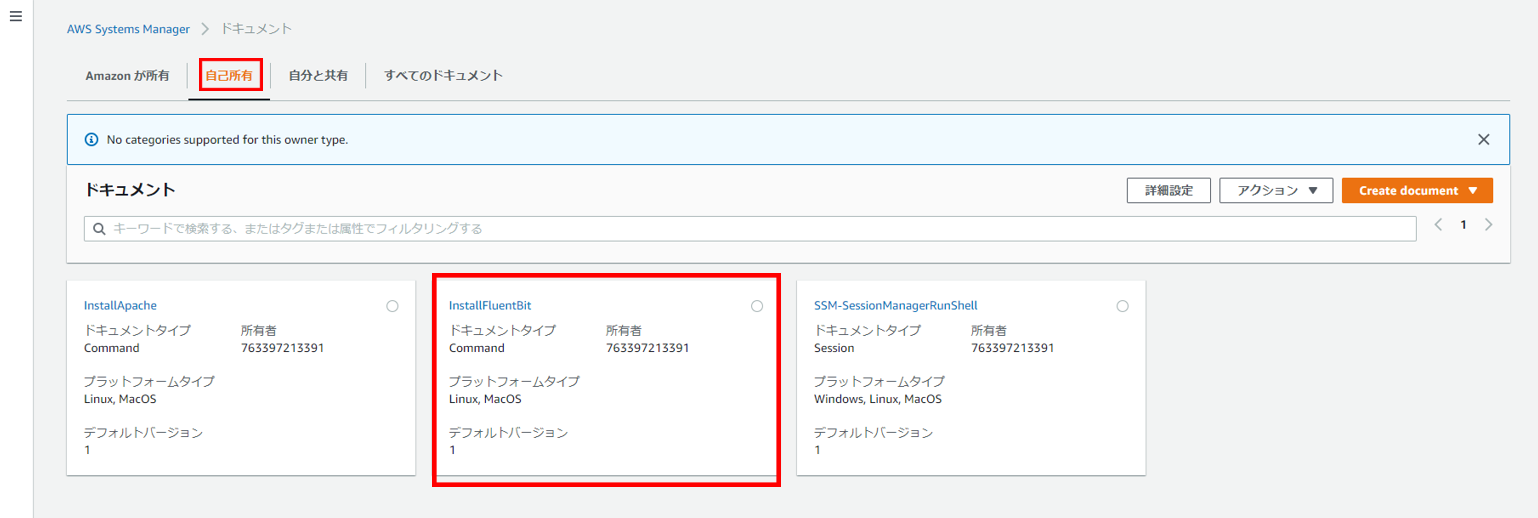 AWS Systems Manager > ドキュメント
Amazon が所有 自己所有 自分と共有 すべてのドキュメント
No categories supported for this owner type.
ドキュメント 詳細設定 アクション Create document
キーワードで検索する、またはタグまたは属性でフィルタリングする 1
InstallApache
ドキュメントタイプ 所有者
Command 763397213391
プラットフォームタイプ
Linux, MacOS
デフォルトバージョン
1
InstallFluentBit
ドキュメントタイプ 所有者
Command 763397213391
プラットフォームタイプ
Linux, MacOS
デフォルトバージョン
1
SSM-SessionManagerRunShell
ドキュメントタイプ 所有者
Session 763397213391
プラットフォームタイプ
Windows, Linux, MacOS
デフォルトバージョン
1